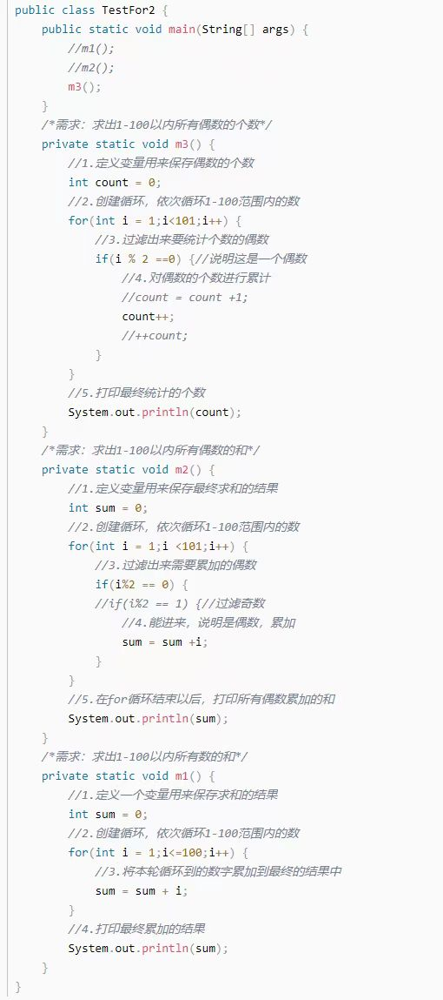 public class TestFor2 {
    public static void main(String[] args) {
        //m1();
        //m2();
        m3();
    }
    /*需求：求出1-100以内所有偶数的个数*/
    private static void m3() {
        //1.定义变量用来保存偶数的个数
        int count = 0;
        //2.创建循环，依次循环1-100范围内的数
        for(int i = 1;i<101;i++) {
            //3.过滤出来要统计个数的偶数
            if(i % 2 ==0) {//说明这是一个偶数
                //4.对偶数的个数进行累计
                //count = count +1;
                count++;
                //++count;
            }
        }
        //5.打印最终统计的个数
        System.out.println(count);
    }
    /*需求：求出1-100以内所有偶数的和*/
    private static void m2() {
        //1.定义变量用来保存最终求和的结果
        int sum = 0;
        //2.创建循环，依次循环1-100范围内的数
        for(int i = 1;i <101;i++) {
            //3.过滤出来需要累加的偶数
            if(i%2 == 0) {
            //if(i%2 == 1) {//过滤奇数
                //4.能进来，说明是偶数，累加
                sum = sum +i;
            }
        }
        //5.在for循环结束以后，打印所有偶数累加的和
        System.out.println(sum);
    }
    /*需求：求出1-100以内所有数的和*/
    private static void m1() {
        //1.定义一个变量用来保存求和的结果
        int sum = 0;
        //2.创建循环，依次循环1-100范围内的数
        for(int i = 1;i<=100;i++) {
            //3.将本轮循环到的数字累加到最终的结果中
            sum = sum + i;
        }
        //4.打印最终累加的结果
        System.out.println(sum);
    }
}